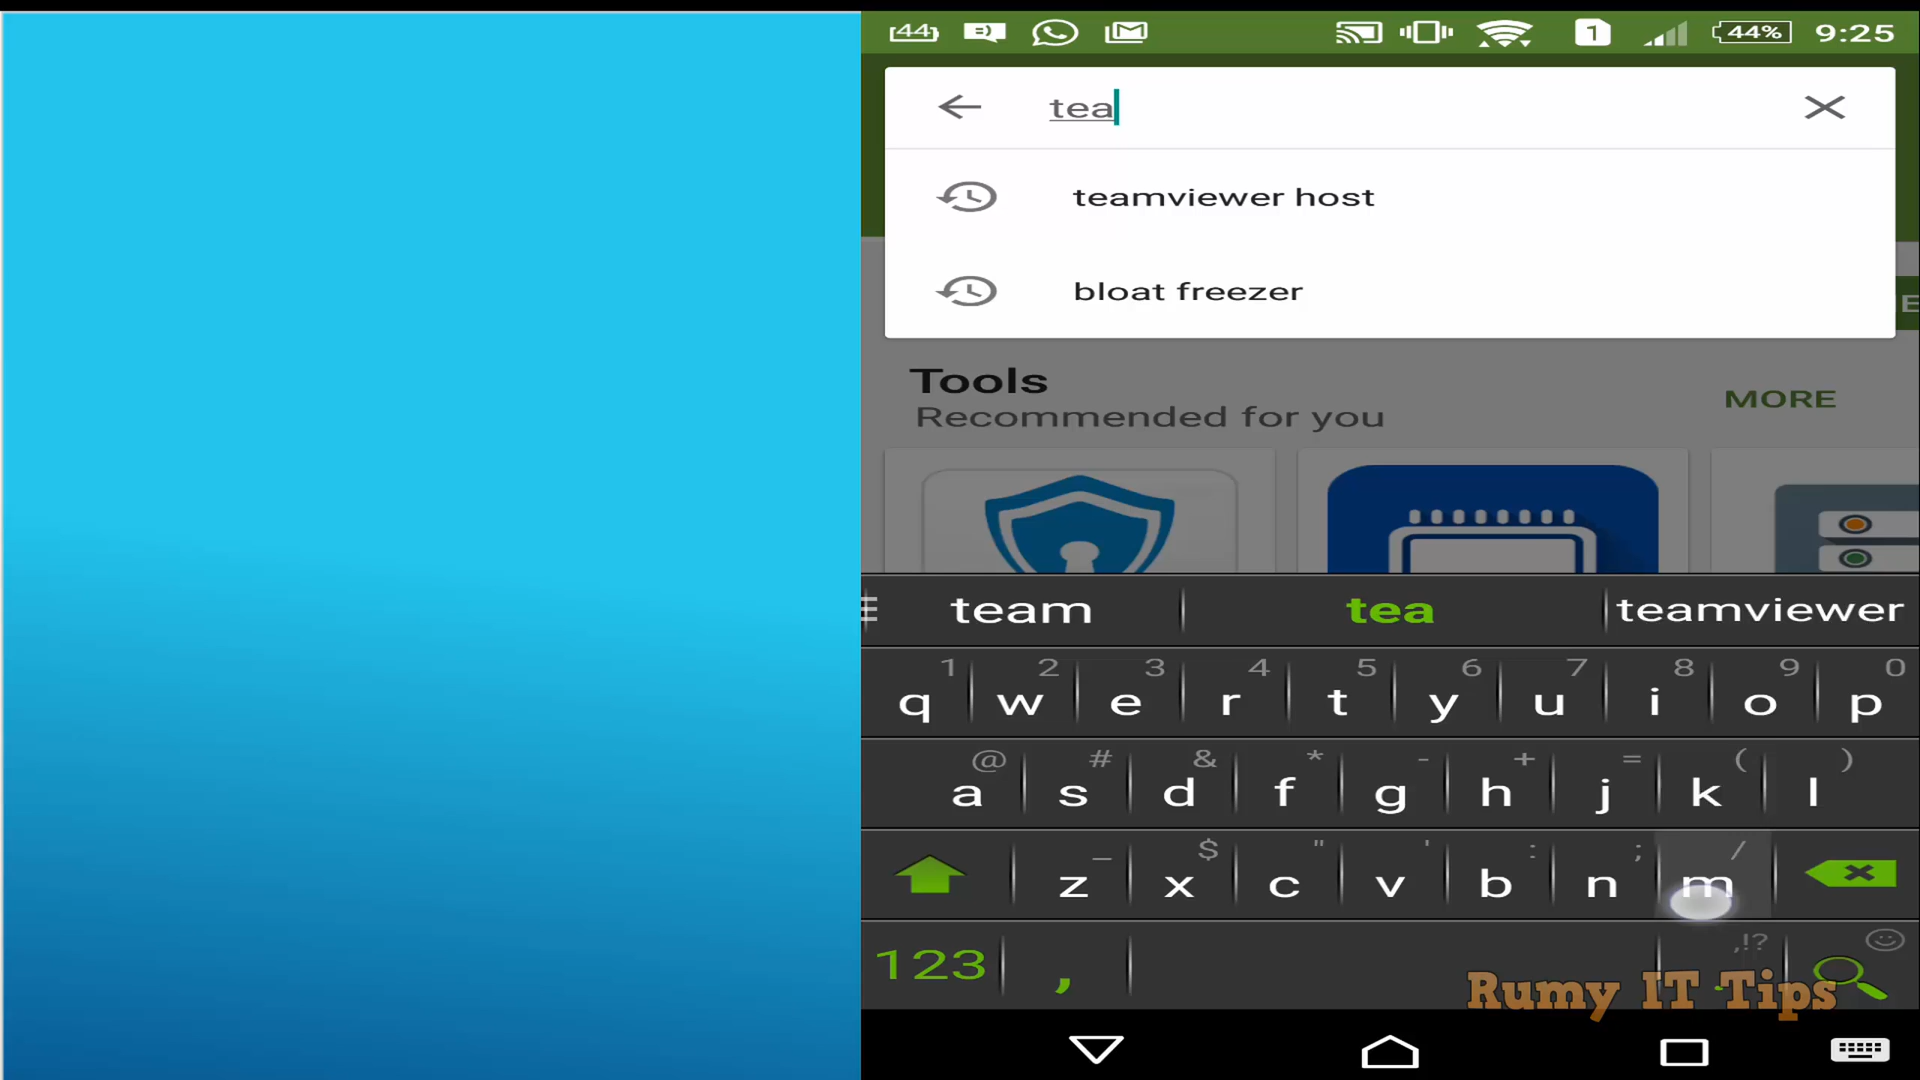 44 1 44% 9:25
tea
teamviewer host
bloat freezer
E
Tools
Recommended for you
MORE
team tea teamviewer
1 2 3 4 5 6 7 8 9 0
q w e r t y u i o p
@ # & * - + = ( )
a s d f g h j k l
_ $ " ' : ; /
z x c v b n m
,!?
123 , .
Rumy IT Tips